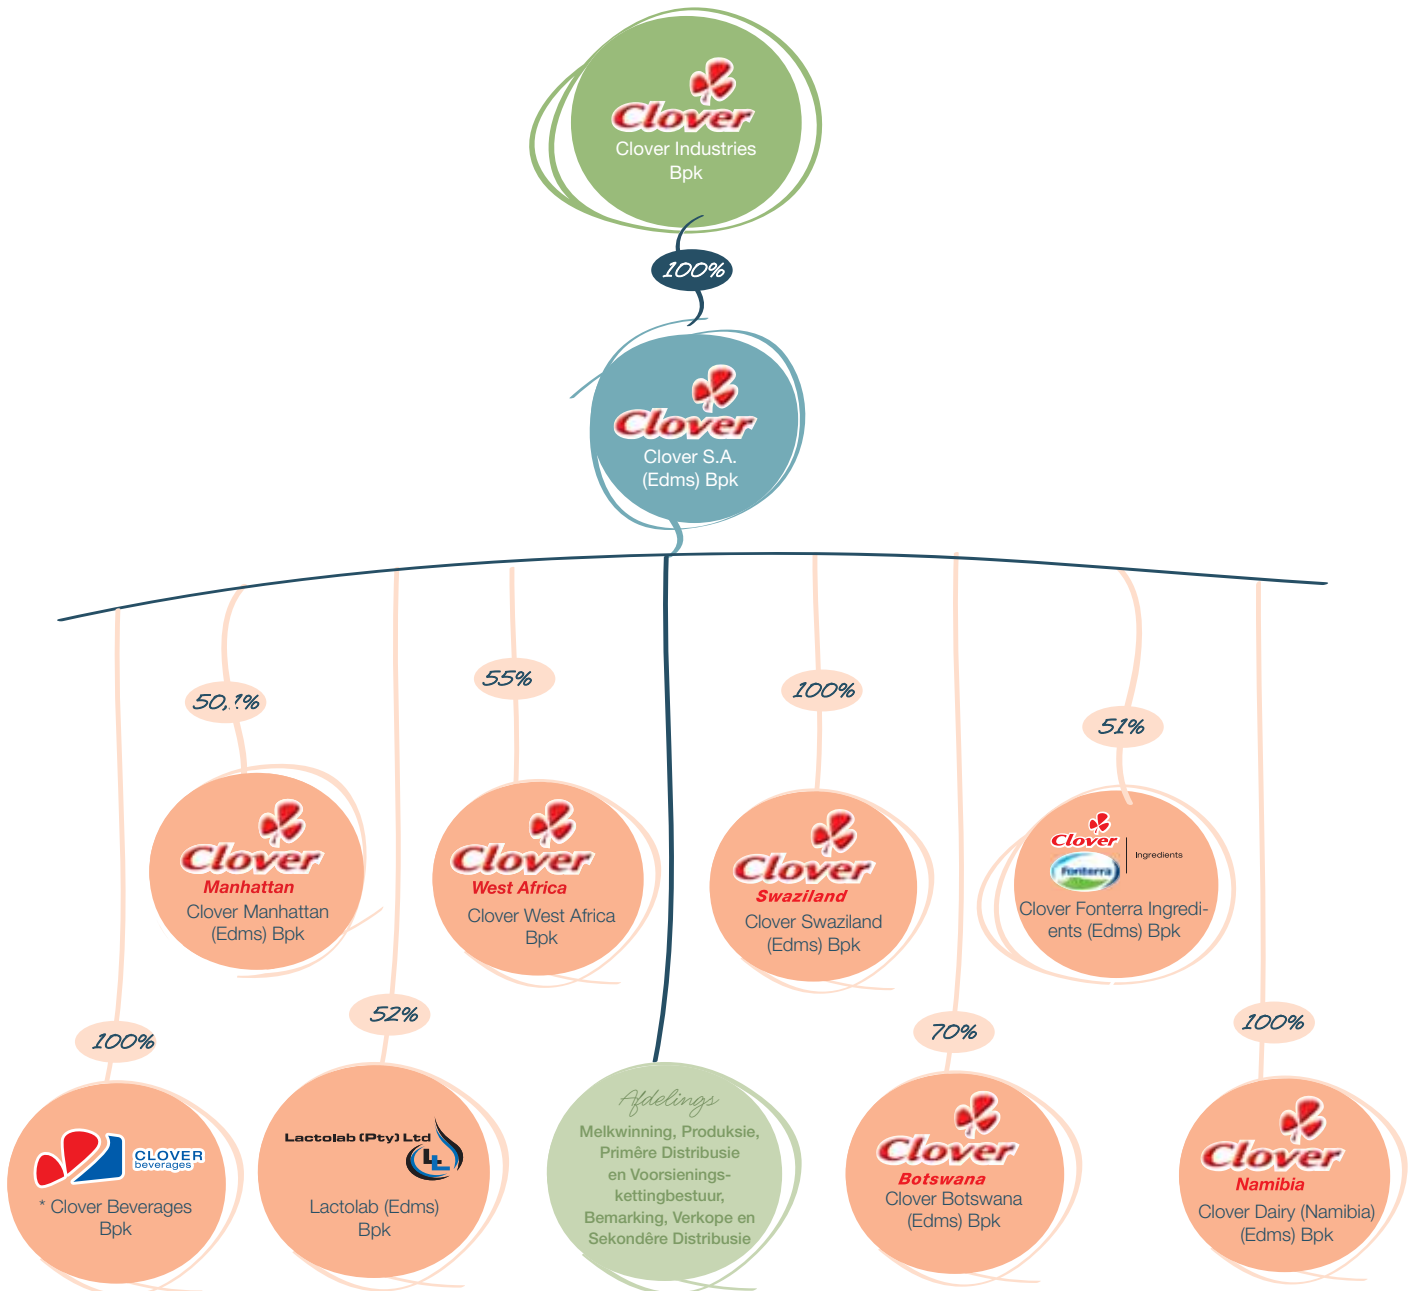 Clover
Clover Industries
Bpk
100%
Clover
Clover S.A.
(Edms) Bpk
55%
100%
51%
Clover
Manhattan
Clover Manhattan
(Edms) Bpk
Clover
West Africa
Clover West Africa
Bpk
Clover
Swaziland
Clover Swaziland
(Edms) Bpk
Clover
Fonterra
Ingredients
Clover Fonterra Ingredi-
ents (Edms) Bpk
100%
52%
70%
100%
CLOVER
beverages
* Clover Beverages
Bpk
Lactolab (Pty) Ltd
LL
Lactolab (Edms)
Bpk
Afdelings
Melkwinning, Produksie,
Primêre Distribusie
en Voorsienings-
kettingbestuur,
Bemarking, Verkope en
Sekondêre Distribusie
Clover
Botswana
Clover Botswana
(Edms) Bpk
Clover
Namibia
Clover Dairy (Namibia)
(Edms) Bpk